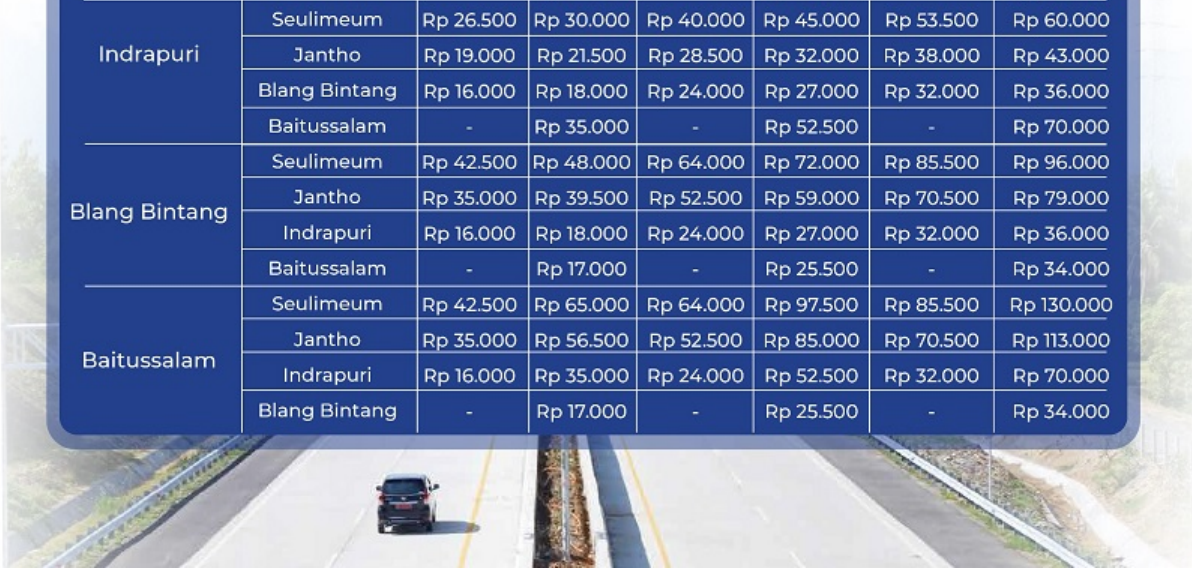 Indrapuri
Seulimeum Rp 26.500 Rp 30.000 Rp 40.000 Rp 45.000 Rp 53.500 Rp 60.000
Jantho Rp 19.000 Rp 21.500 Rp 28.500 Rp 32.000 Rp 38.000 Rp 43.000
Blang Bintang Rp 16.000 Rp 18.000 Rp 24.000 Rp 27.000 Rp 32.000 Rp 36.000
Baitussalam - Rp 35.000 - Rp 52.500 - Rp 70.000
Blang Bintang
Seulimeum Rp 42.500 Rp 48.000 Rp 64.000 Rp 72.000 Rp 85.500 Rp 96.000
Jantho Rp 35.000 Rp 39.500 Rp 52.500 Rp 59.000 Rp 70.500 Rp 79.000
Indrapuri Rp 16.000 Rp 18.000 Rp 24.000 Rp 27.000 Rp 32.000 Rp 36.000
Baitussalam - Rp 17.000 - Rp 25.500 - Rp 34.000
Baitussalam
Seulimeum Rp 42.500 Rp 65.000 Rp 64.000 Rp 97.500 Rp 85.500 Rp 130.000
Jantho Rp 35.000 Rp 56.500 Rp 52.500 Rp 85.000 Rp 70.500 Rp 113.000
Indrapuri Rp 16.000 Rp 35.000 Rp 24.000 Rp 52.500 Rp 32.000 Rp 70.000
Blang Bintang - Rp 17.000 - Rp 25.500 - Rp 34.000